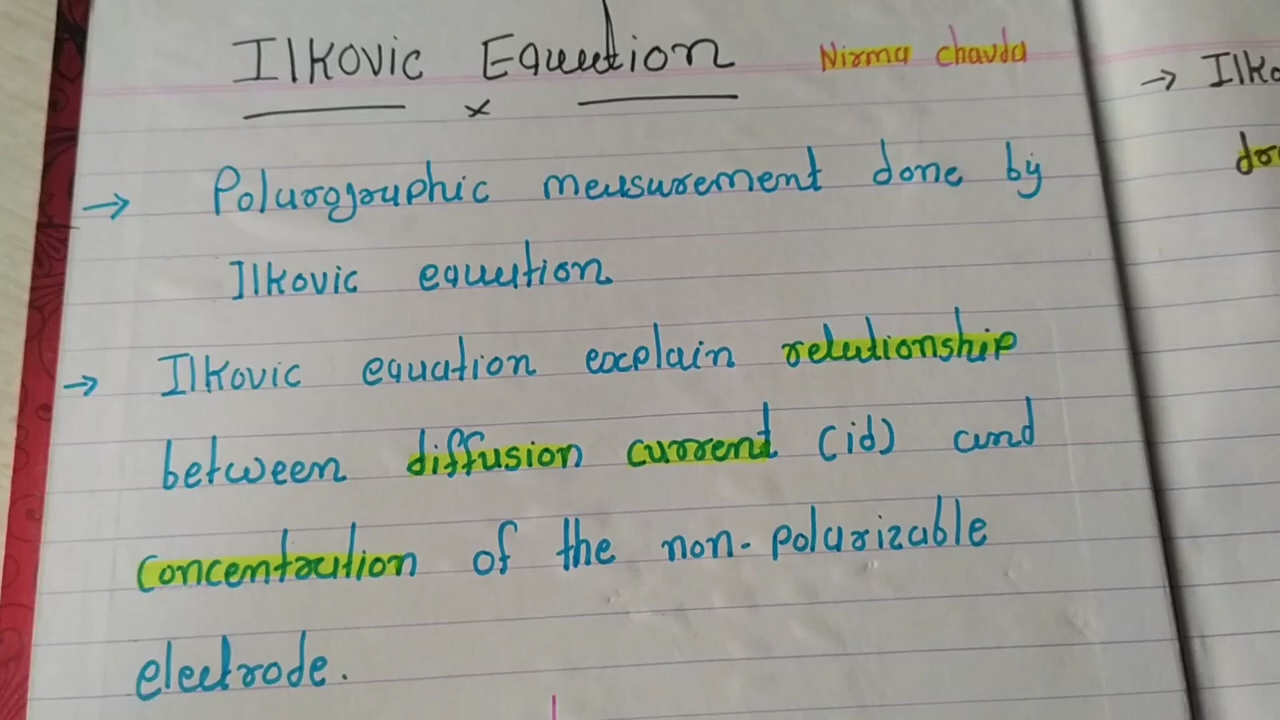 Ilkovic Equation
Nirma chavda
→ Polarographic measurement done by
Ilkovic equation
→ Ilkovic equation explain relationship
between diffusion current (id) and
concentration of the non-polarizable
electrode.
→